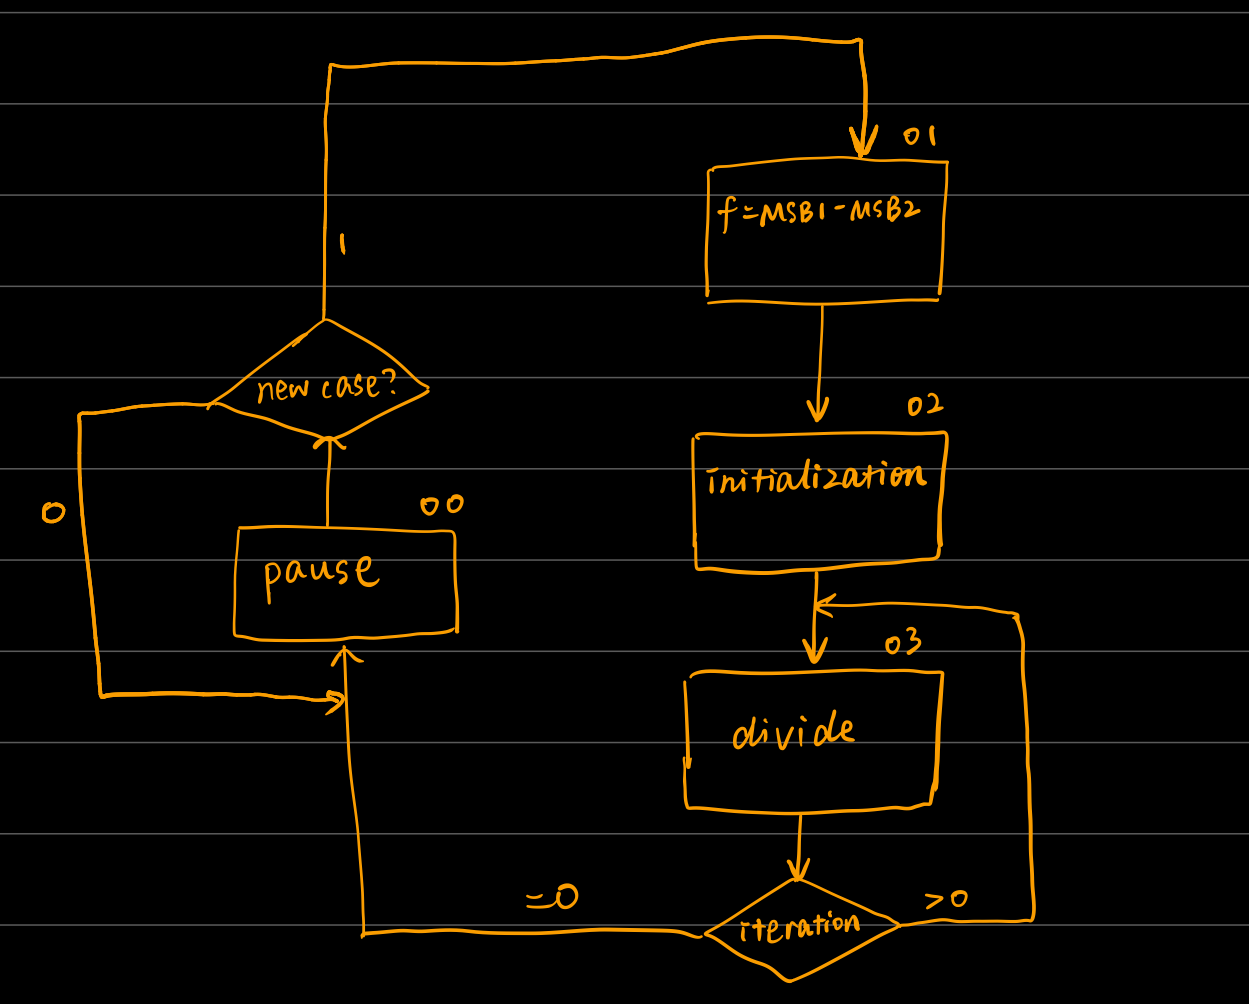 01
f=MSB1-MSB2
1
new case?
02
initialization
0
00
pause
03
divide
=0
>0
iteration